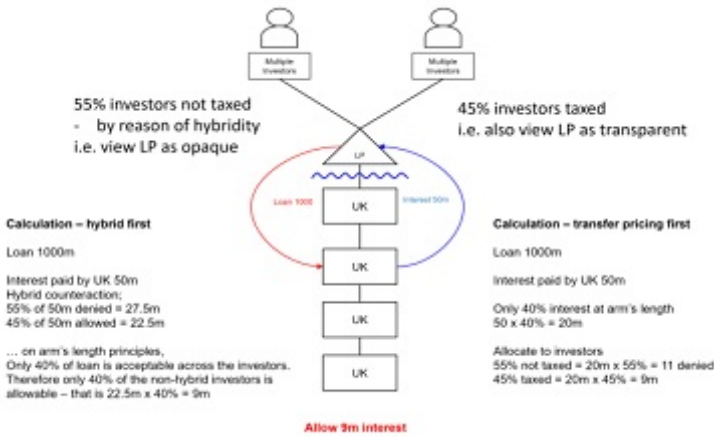 Multiple
Investors
Multiple
Investors
55% investors not taxed
- by reason of hybridity
i.e. view LP as opaque
45% investors taxed
i.e. also view LP as transparent
LP
Loan 1000
UK
Interest 50m
UK
UK
UK
Calculation – hybrid first
Loan 1000m
Interest paid by UK 50m
Hybrid counteraction;
55% of 50m denied = 27.5m
45% of 50m allowed = 22.5m
... on arm's length principles,
Only 40% of loan is acceptable across the investors.
Therefore only 40% of the non-hybrid investors is
allowable – that is 22.5m x 40% = 9m
Calculation – transfer pricing first
Loan 1000m
Interest paid by UK 50m
Only 40% interest at arm's length
50 x 40% = 20m
Allocate to investors
55% not taxed = 20m x 55% = 11 denied
45% taxed = 20m x 45% = 9m
Allow 9m interest